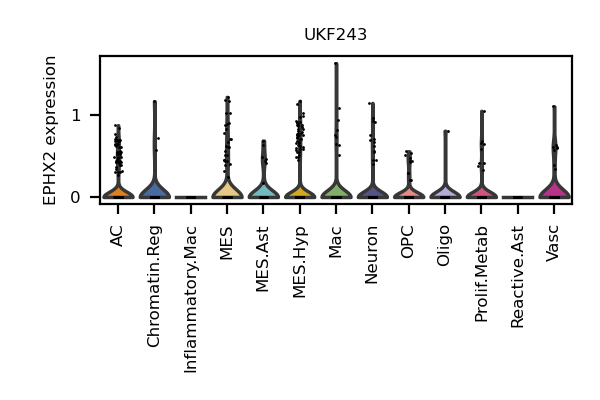 UKF243
EPHX2 expression
1
0
AC
Chromatin.Reg
Inflammatory.Mac
MES
MES.Ast
MES.Hyp
Mac
Neuron
OPC
Oligo
Prolif.Metab
Reactive.Ast
Vasc